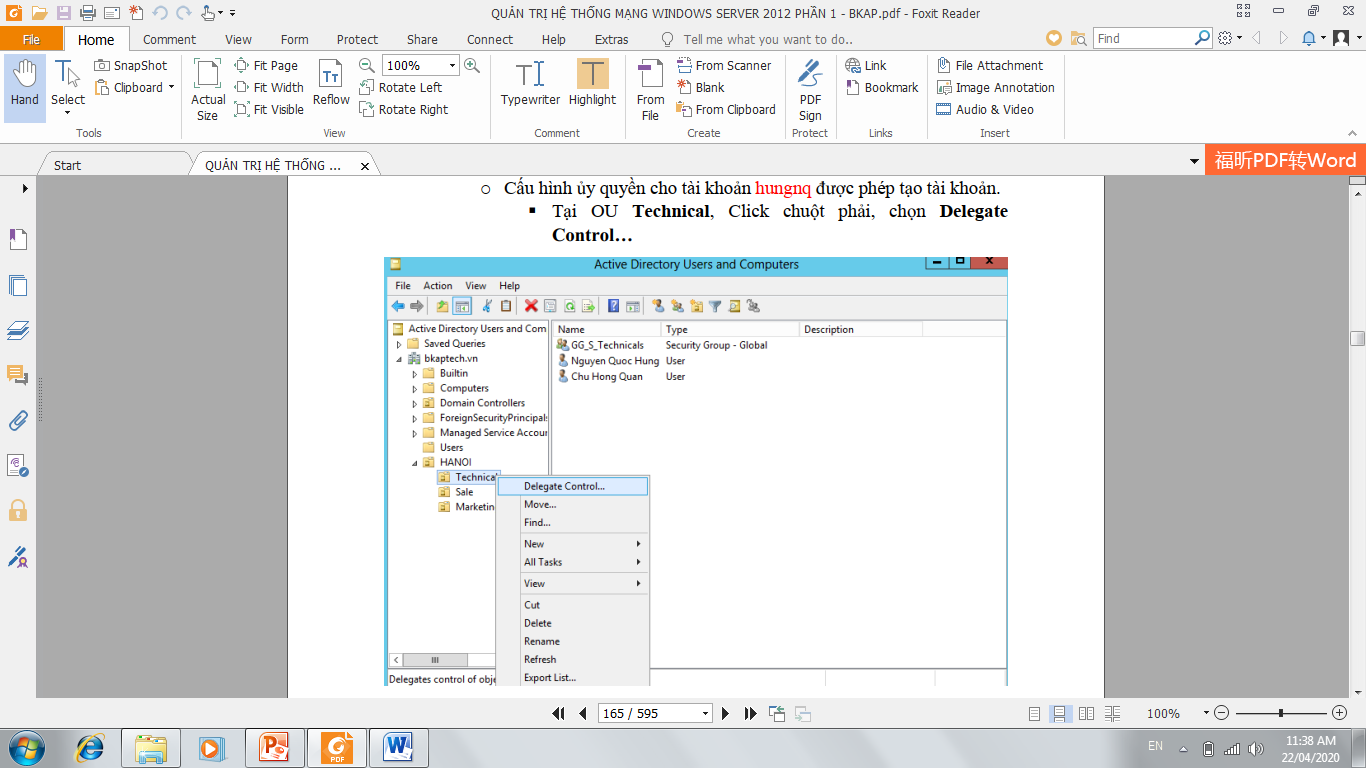 QUẢN TRỊ HỆ THỐNG MẠNG WINDOWS SERVER 2012 PHẦN 1 - BKAP.pdf - Foxit Reader
File Home Comment View Form Protect Share Connect Help Extras Tell me what you want to do.. Find
Hand
Select
SnapShot
Clipboard
Tools
Actual Size
Fit Page
Fit Width
Fit Visible
Reflow
100%
Rotate Left
Rotate Right
View
Typewriter
Highlight
Comment
From File
From Scanner
Blank
From Clipboard
Create
PDF Sign
Protect
Link
Bookmark
Links
File Attachment
Image Annotation
Audio & Video
Insert
Start
QUẢN TRỊ HỆ THỐNG ...
福昕PDF转Word
Cấu hình ủy quyền cho tài khoản hungnq được phép tạo tài khoản.
Tại OU Technical, Click chuột phải, chọn Delegate
Control…
Active Directory Users and Computers
File Action View Help
Active Directory Users and Com
Saved Queries
bkaptech.vn
Builtin
Computers
Domain Controllers
ForeignSecurityPrincipals
Managed Service Accour
Users
HANOI
Technical
Sale
Marketin
Name Type Description
GG_S_Technicals Security Group - Global
Nguyen Quoc Hung User
Chu Hong Quan User
Delegate Control...
Move...
Find...
New
All Tasks
View
Cut
Delete
Rename
Refresh
Export List...
Delegates control of obje
165 / 595
100%
EN
11:38 AM
22/04/2020
PDF